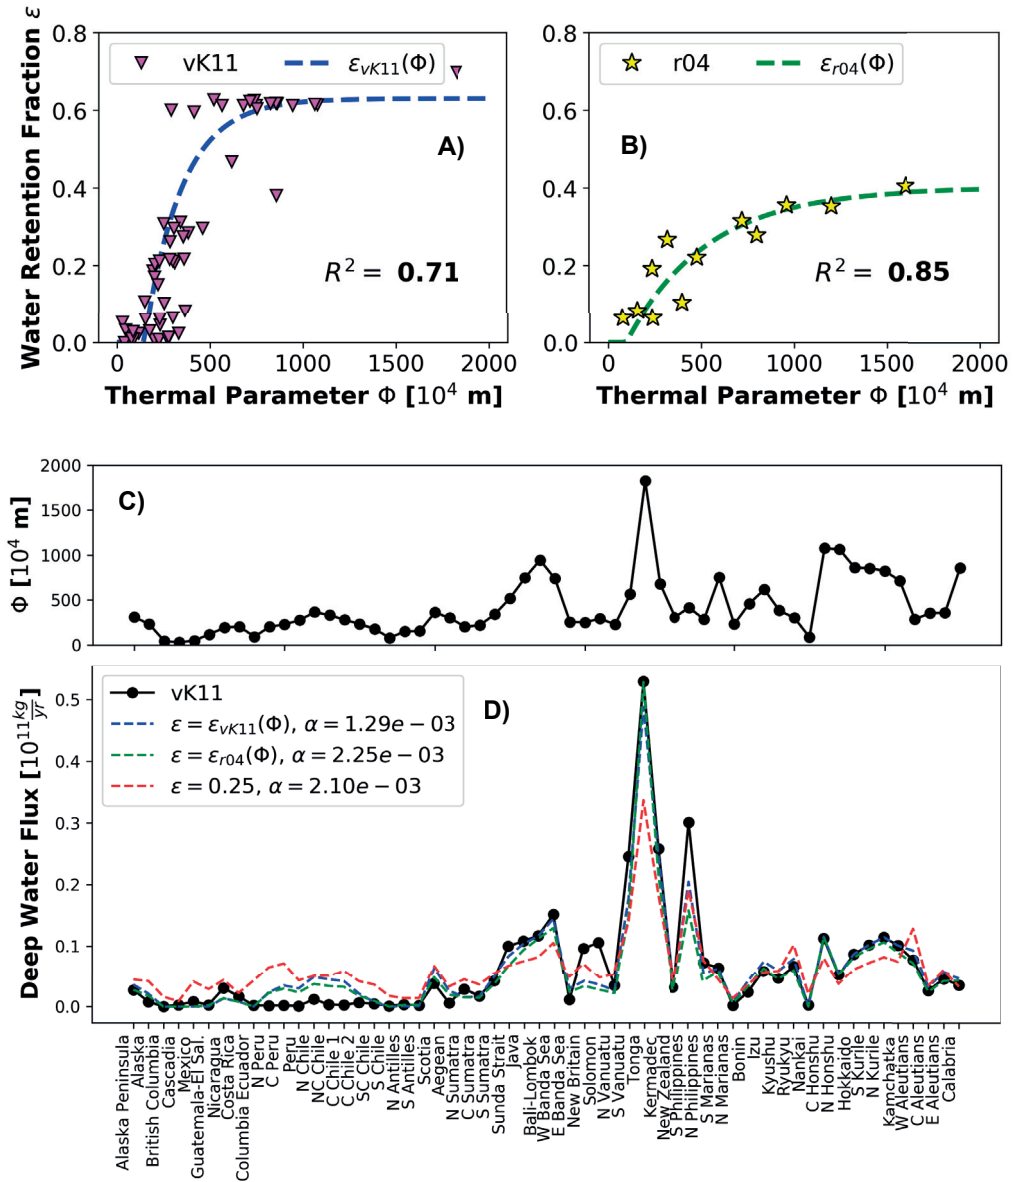 Water Retention Fraction ε
0.8
0.6
0.4
0.2
0.0
vK11
ε_vK11(Φ)
A)
R² = 0.71
0
500
1000
1500
2000
Thermal Parameter Φ [10⁴ m]
0.8
0.6
0.4
0.2
0.0
r04
ε_r04(Φ)
B)
R² = 0.85
0
500
1000
1500
2000
Thermal Parameter Φ [10⁴ m]
Φ [10⁴ m]
2000
1500
1000
500
0
C)
Deep Water Flux [10¹¹ kg/yr]
0.5
0.4
0.3
0.2
0.1
0.0
vK11
ε = ε_vK11(Φ), α = 1.29e − 03
ε = ε_r04(Φ), α = 2.25e − 03
ε = 0.25, α = 2.10e − 03
D)
Alaska Peninsula
Alaska
British Columbia
Cascadia
Mexico
Guatemala-El Sal.
Nicaragua
Costa Rica
Columbia Ecuador
N Peru
C Peru
Peru
N Chile
NC Chile
C Chile 1
C Chile 2
SC Chile
S Chile
N Antilles
S Antilles
Scotia
Aegean
N Sumatra
C Sumatra
S Sumatra
Sunda Strait
Java
Bali-Lombok
W Banda Sea
E Banda Sea
New Britain
Solomon
N Vanuatu
S Vanuatu
Tonga
Kermadec
New Zealand
S Philippines
N Philippines
S Marianas
N Marianas
Bonin
Izu
Kyushu
Ryukyu
Nankai
C Honshu
N Honshu
Hokkaido
S Kurile
N Kurile
Kamchatka
W Aleutians
C Aleutians
E Aleutians
Calabria